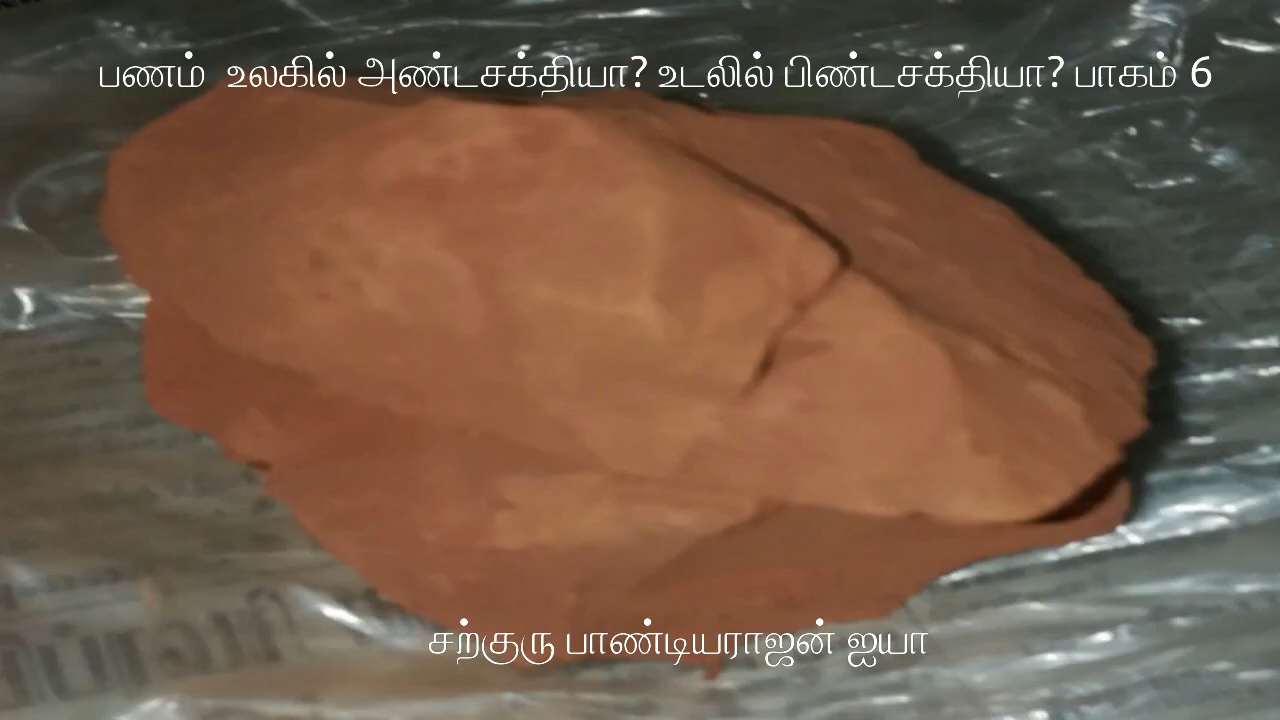 பணம் உலகில் அண்டசக்தியா? உடலில் பிண்டசக்தியா? பாகம் 6
சற்குரு பாண்டியராஜன் ஐயா